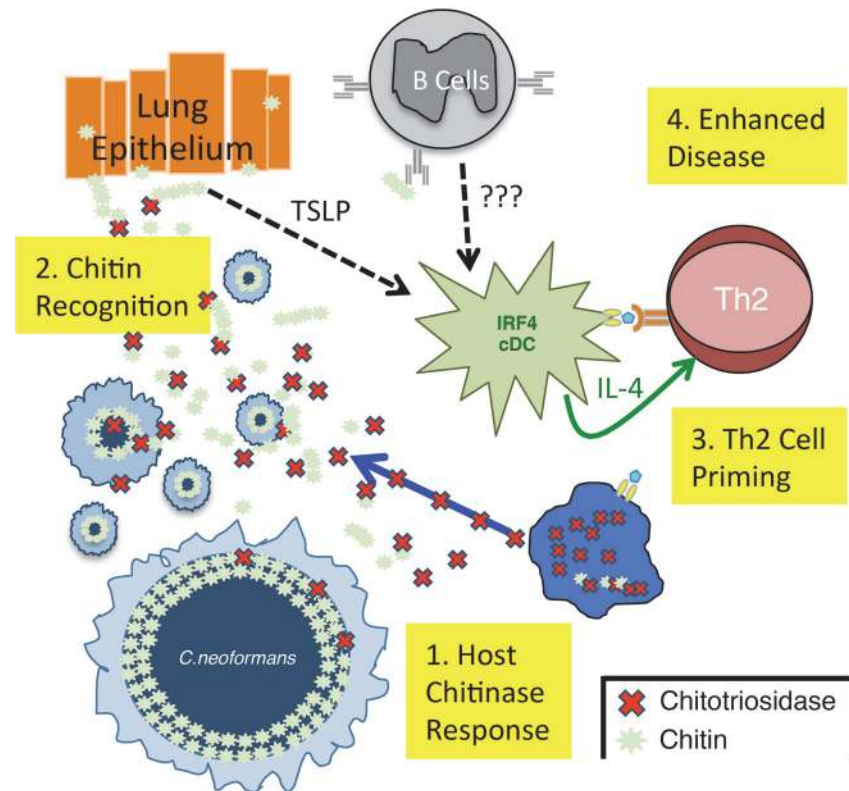 Lung
Epithelium
B Cells
4. Enhanced
Disease
TSLP
???
2. Chitin
Recognition
IRF4
cDC
Th2
IL-4
3. Th2 Cell
Priming
C.neoformans
1. Host
Chitinase
Response
Chitotriosidase
Chitin